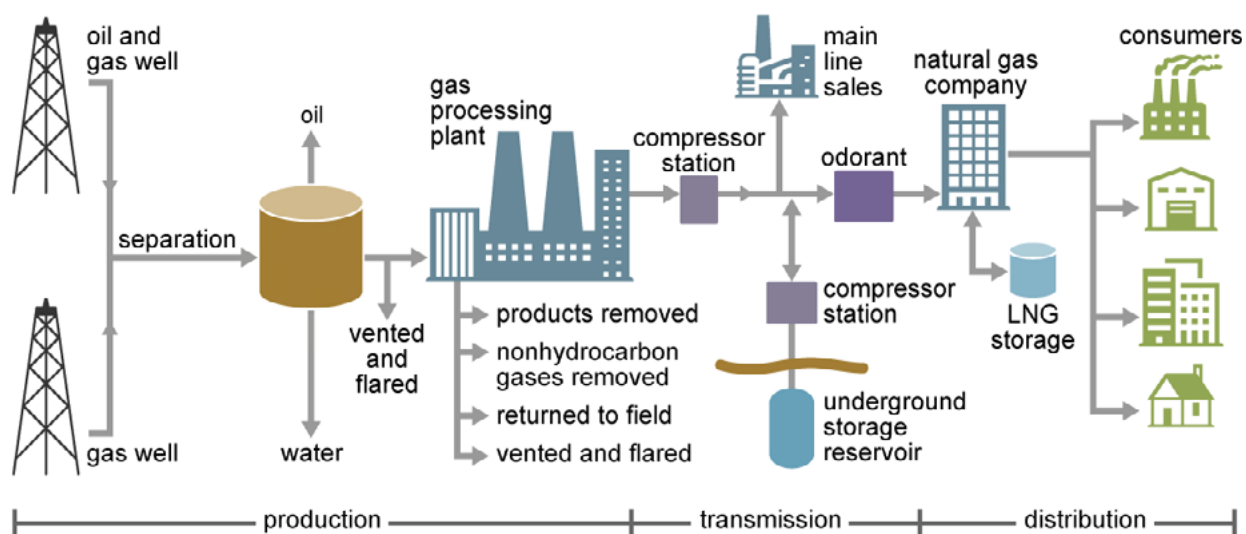 oil and
gas well
gas well
separation
oil
water
vented
and
flared
gas
processing
plant
products removed
nonhydrocarbon
gases removed
returned to field
vented and flared
compressor
station
main
line
sales
odorant
compressor
station
underground
storage
reservoir
natural gas
company
LNG
storage
consumers
production
transmission
distribution